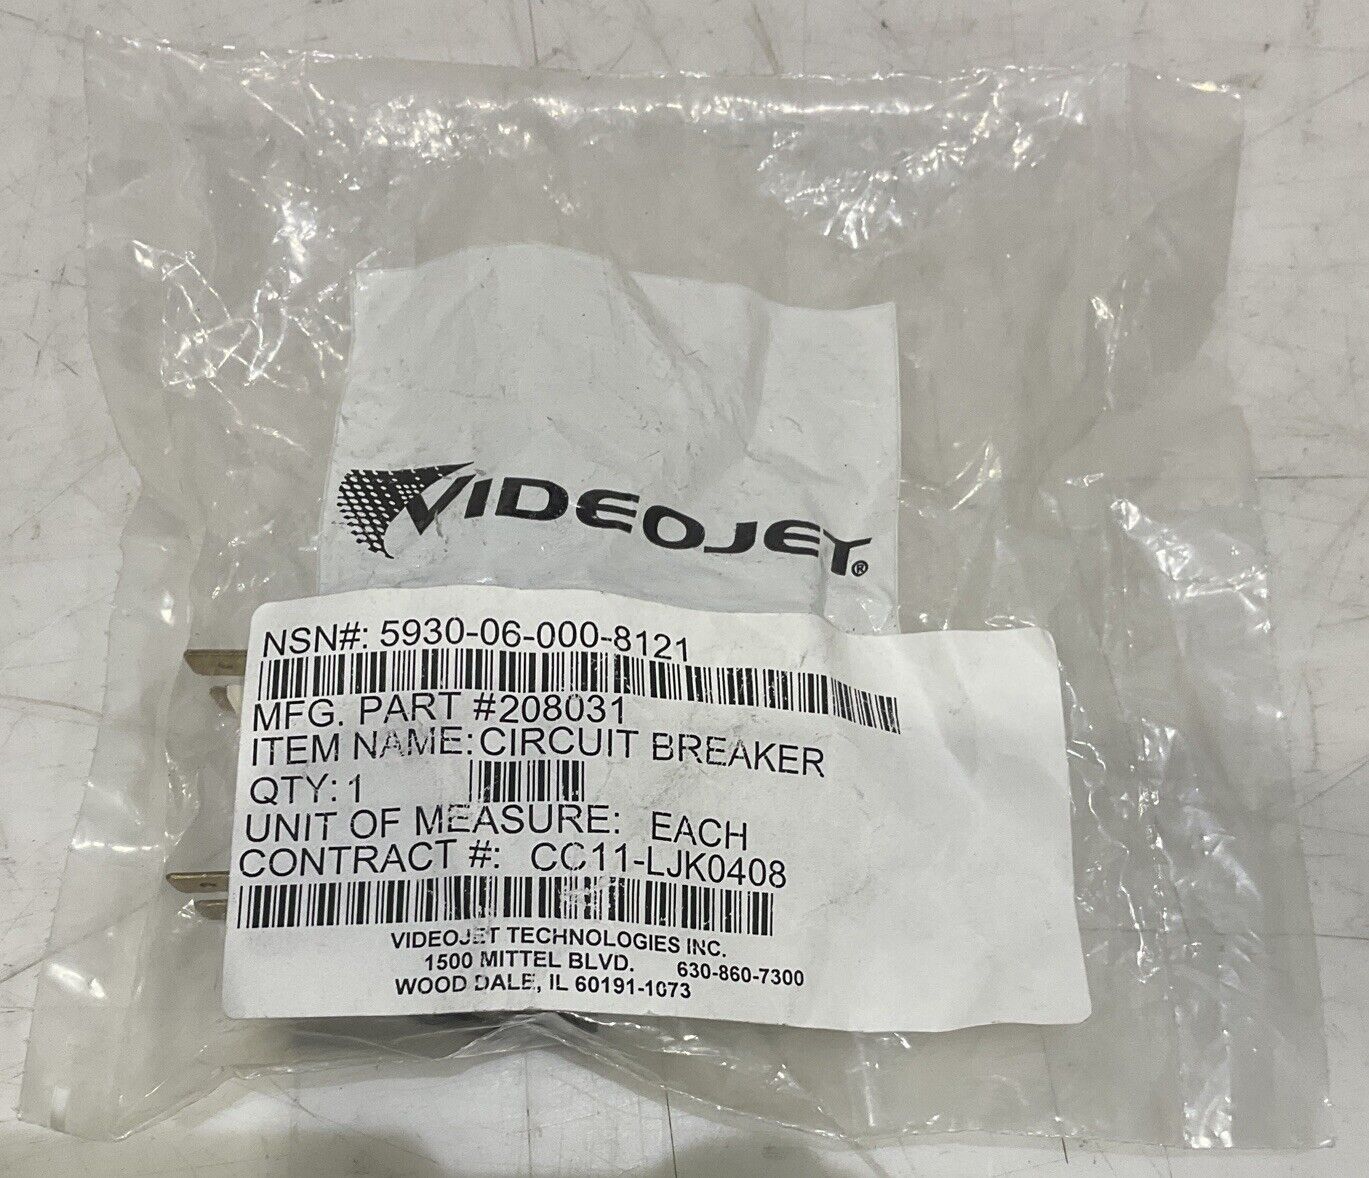 VIDEOJET®
NSN#: 5930-06-000-8121
MFG. PART #208031
ITEM NAME: CIRCUIT BREAKER
QTY: 1
UNIT OF MEASURE: EACH
CONTRACT #: CC11-LJK0408
VIDEOJET TECHNOLOGIES INC.
1500 MITTEL BLVD. 630-860-7300
WOOD DALE, IL 60191-1073